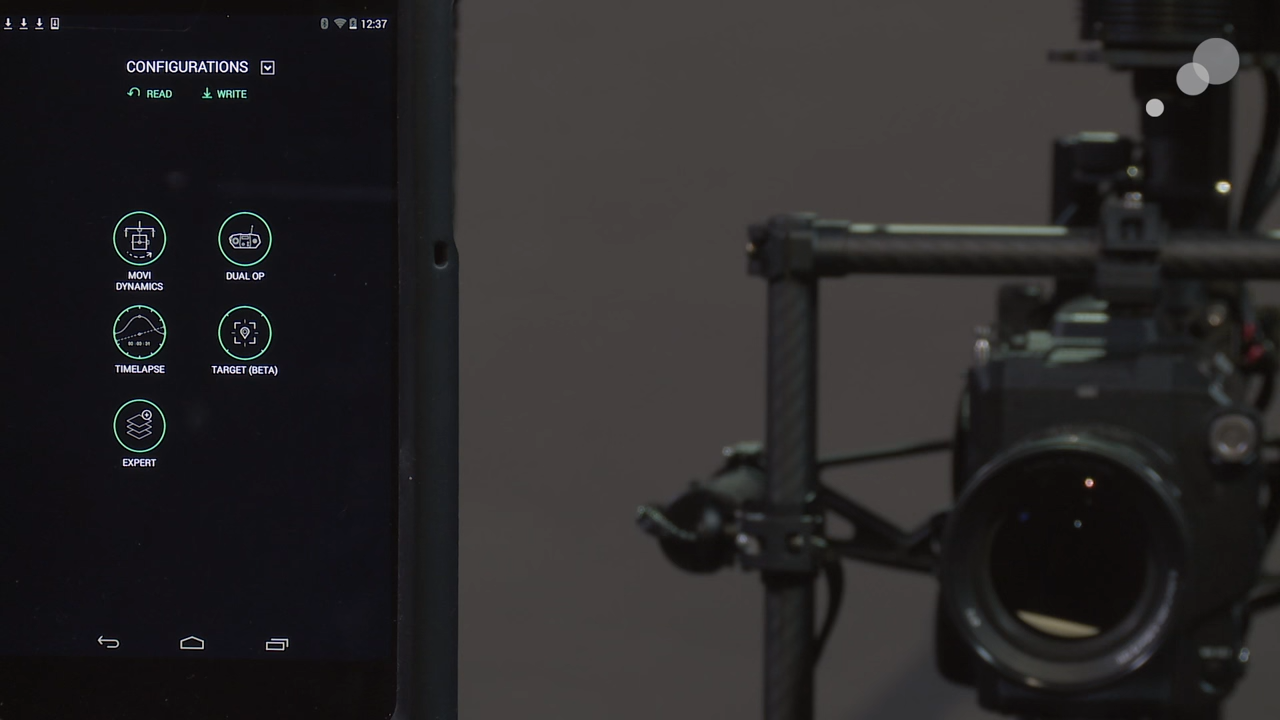 12:37
CONFIGURATIONS
READ WRITE
MOVI
DYNAMICS
DUAL OP
TIMELAPSE
TARGET (BETA)
EXPERT